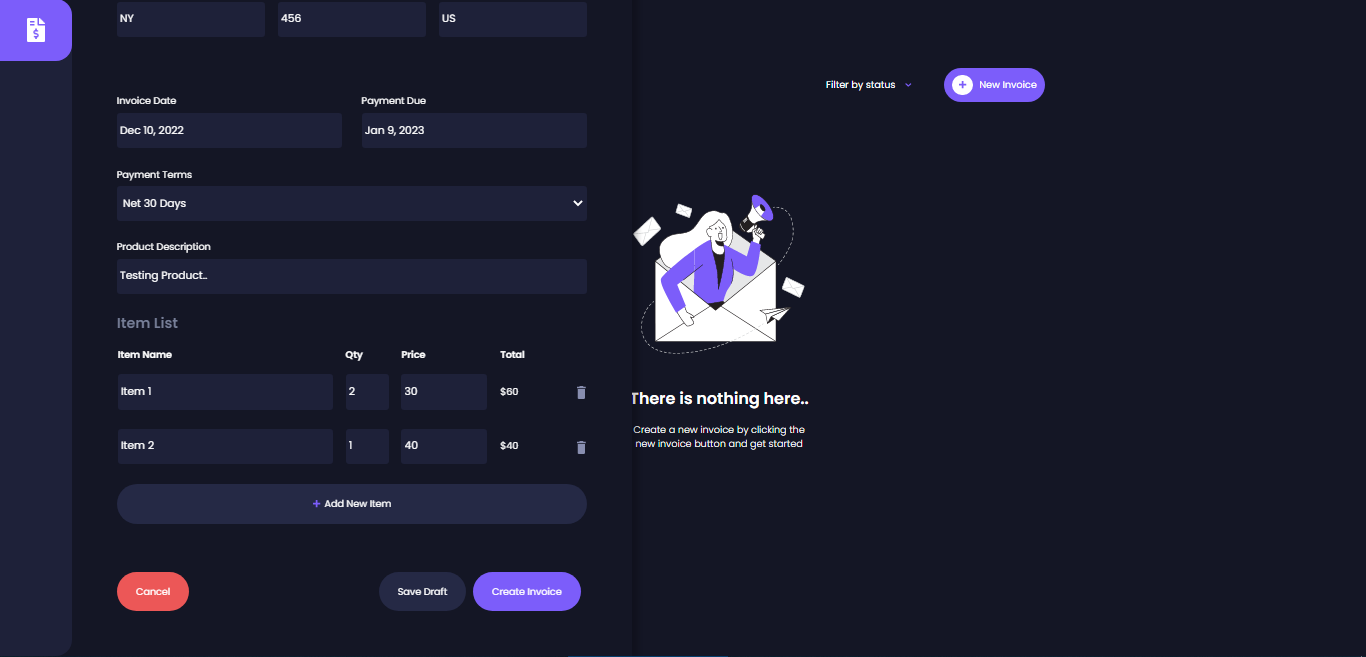 NY 456 US
Filter by status
+ New Invoice
Invoice Date Payment Due
Dec 10, 2022 Jan 9, 2023
Payment Terms
Net 30 Days
Product Description
Testing Product..
Item List
Item Name Qty Price Total
Item 1 2 30 $60
Item 2 1 40 $40
+ Add New Item
Cancel Save Draft Create Invoice
There is nothing here..
Create a new invoice by clicking the
new invoice button and get started